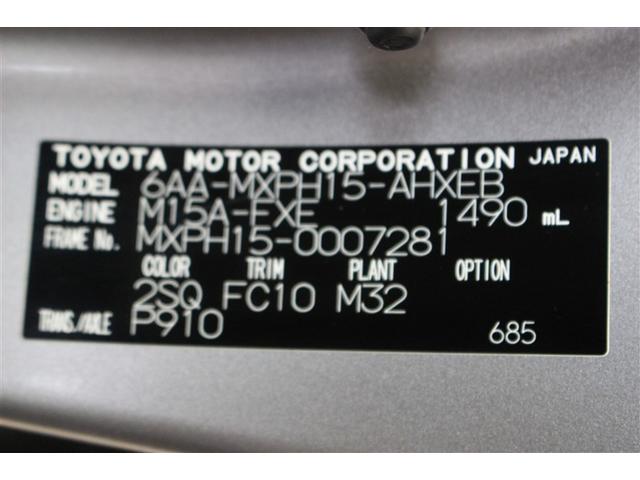 TOYOTA MOTOR CORPORATION JAPAN
MODEL 6AA-MXPH15-AHXEB
ENGINE M15A-FXE 1490 mL
FRAME No. MXPH15-0007281
COLOR TRIM PLANT OPTION
2SQ FC10 M32
TRANS./AXLE P910 685